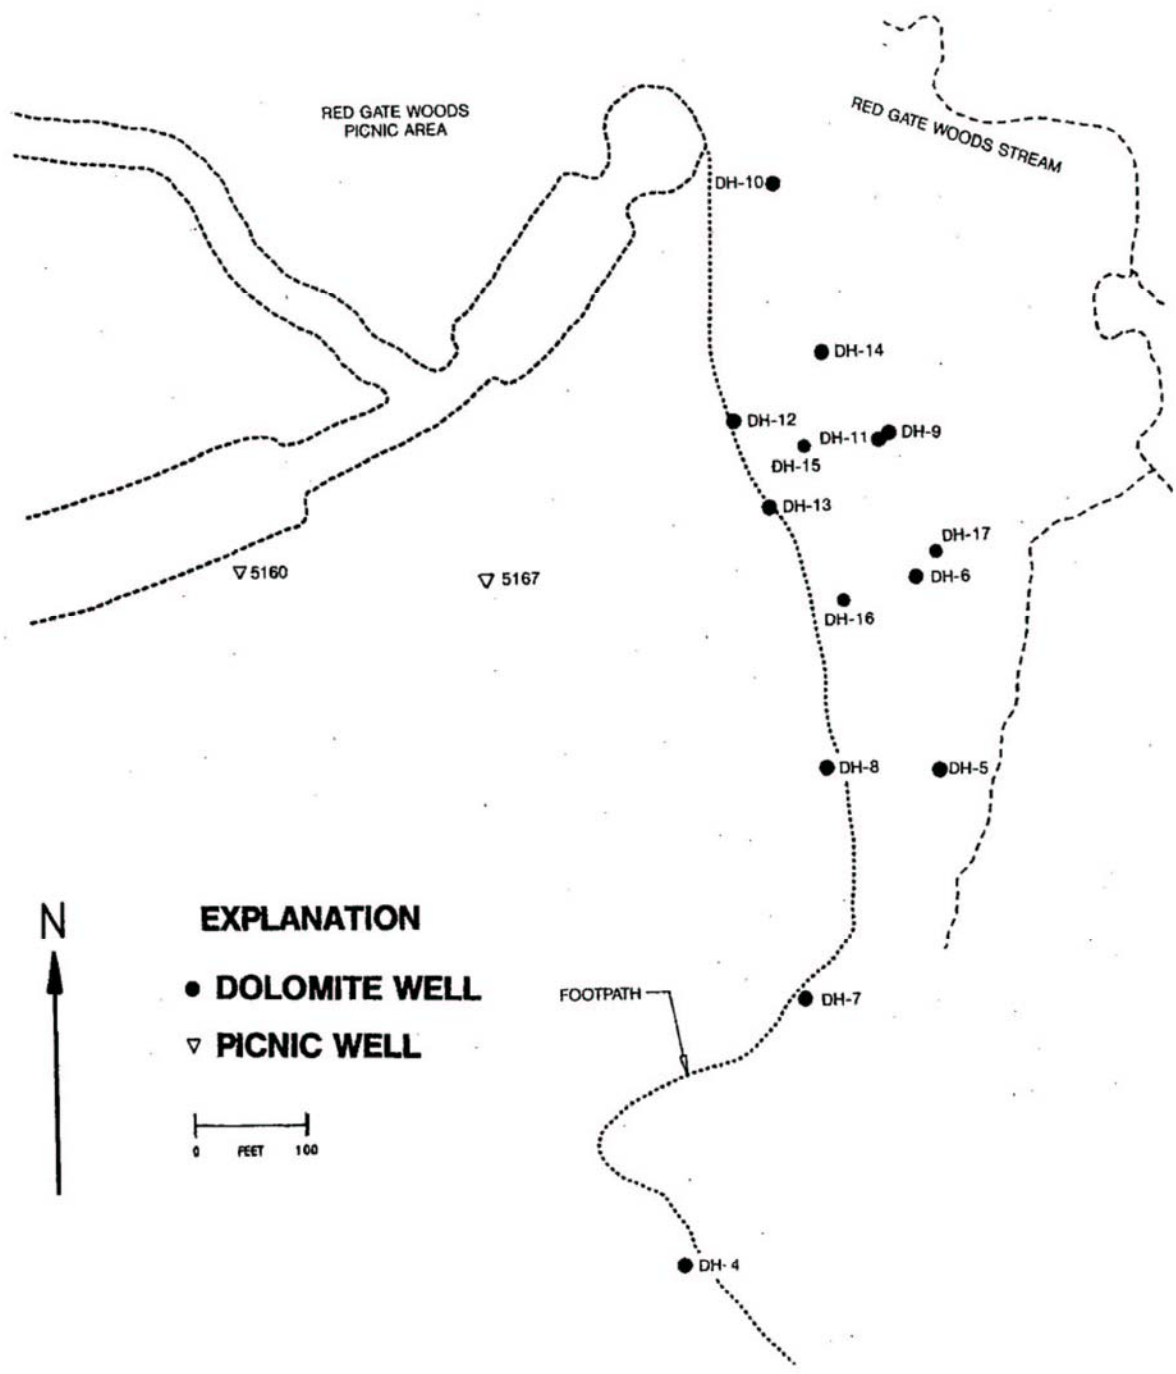 RED GATE WOODS
PICNIC AREA
RED GATE WOODS STREAM
DH-10
DH-14
DH-12
DH-11
DH-9
DH-15
DH-13
DH-17
5160
5167
DH-6
DH-16
DH-8
DH-5
N
EXPLANATION
DOLOMITE WELL
FOOTPATH
DH-7
PICNIC WELL
0 FEET 100
DH-4